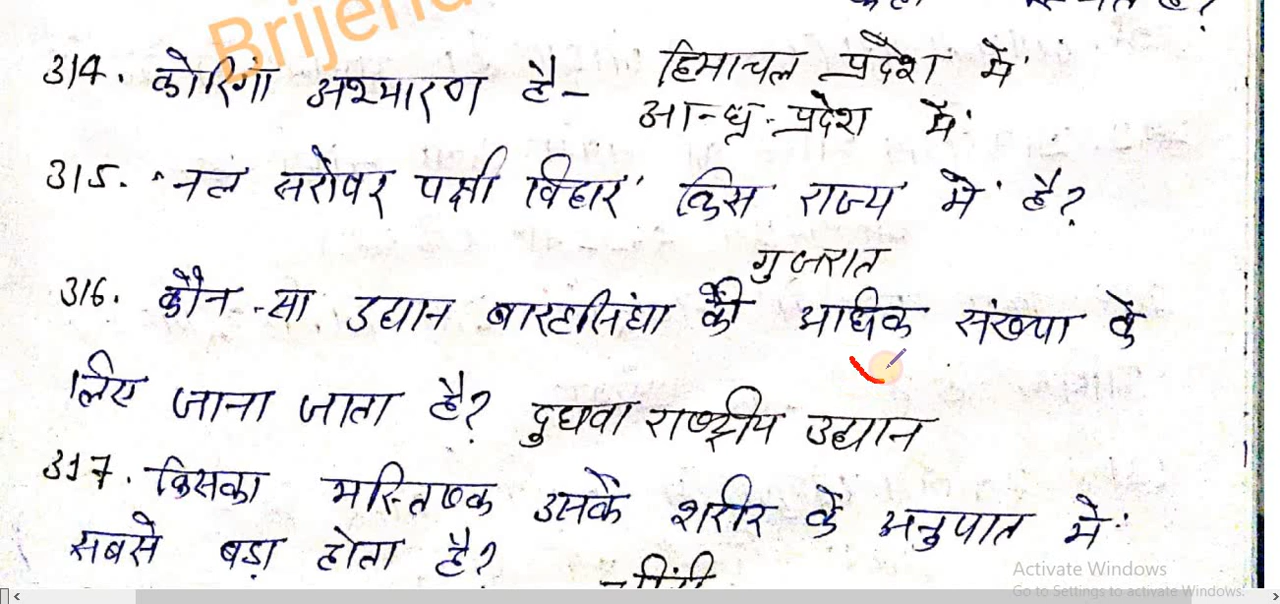 Brijen
314. कोरिंगा अभ्यारण है- हिमाचल प्रदेश में
आन्ध्र प्रदेश में
315. 'नल सरोवर पक्षी विहार' किस राज्य में है?
गुजरात
316. कौन-सा उद्यान बारहसिंघा की अधिक संख्या के
लिए जाना जाता है? दुधवा राष्ट्रीय उद्यान
317. किसका मस्तिष्क उसके शरीर के अनुपात में
सबसे बड़ा होता है?
Activate Windows
Go to Settings to activate Windows.